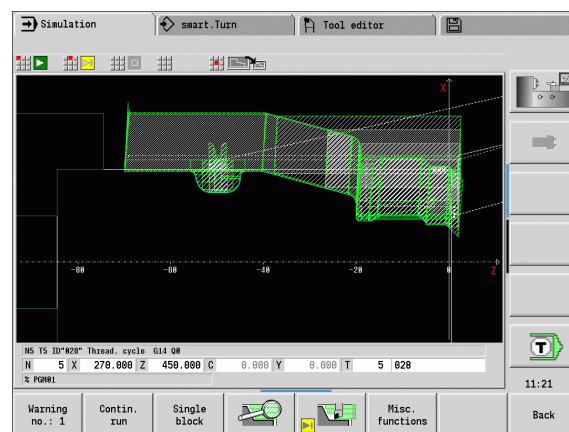 Simulation smart.Turn Tool editor
X
-80 -60 -40 -20 0 Z
N5 T5 ID"028" Thread. cycle G14 Q0
N 5 X 270.000 Z 450.000 C 0.000 Y 0.000 T 5 028
% PGM01
T
11:21
Warning no.: 1
Contin. run
Single block
Misc. functions
Back